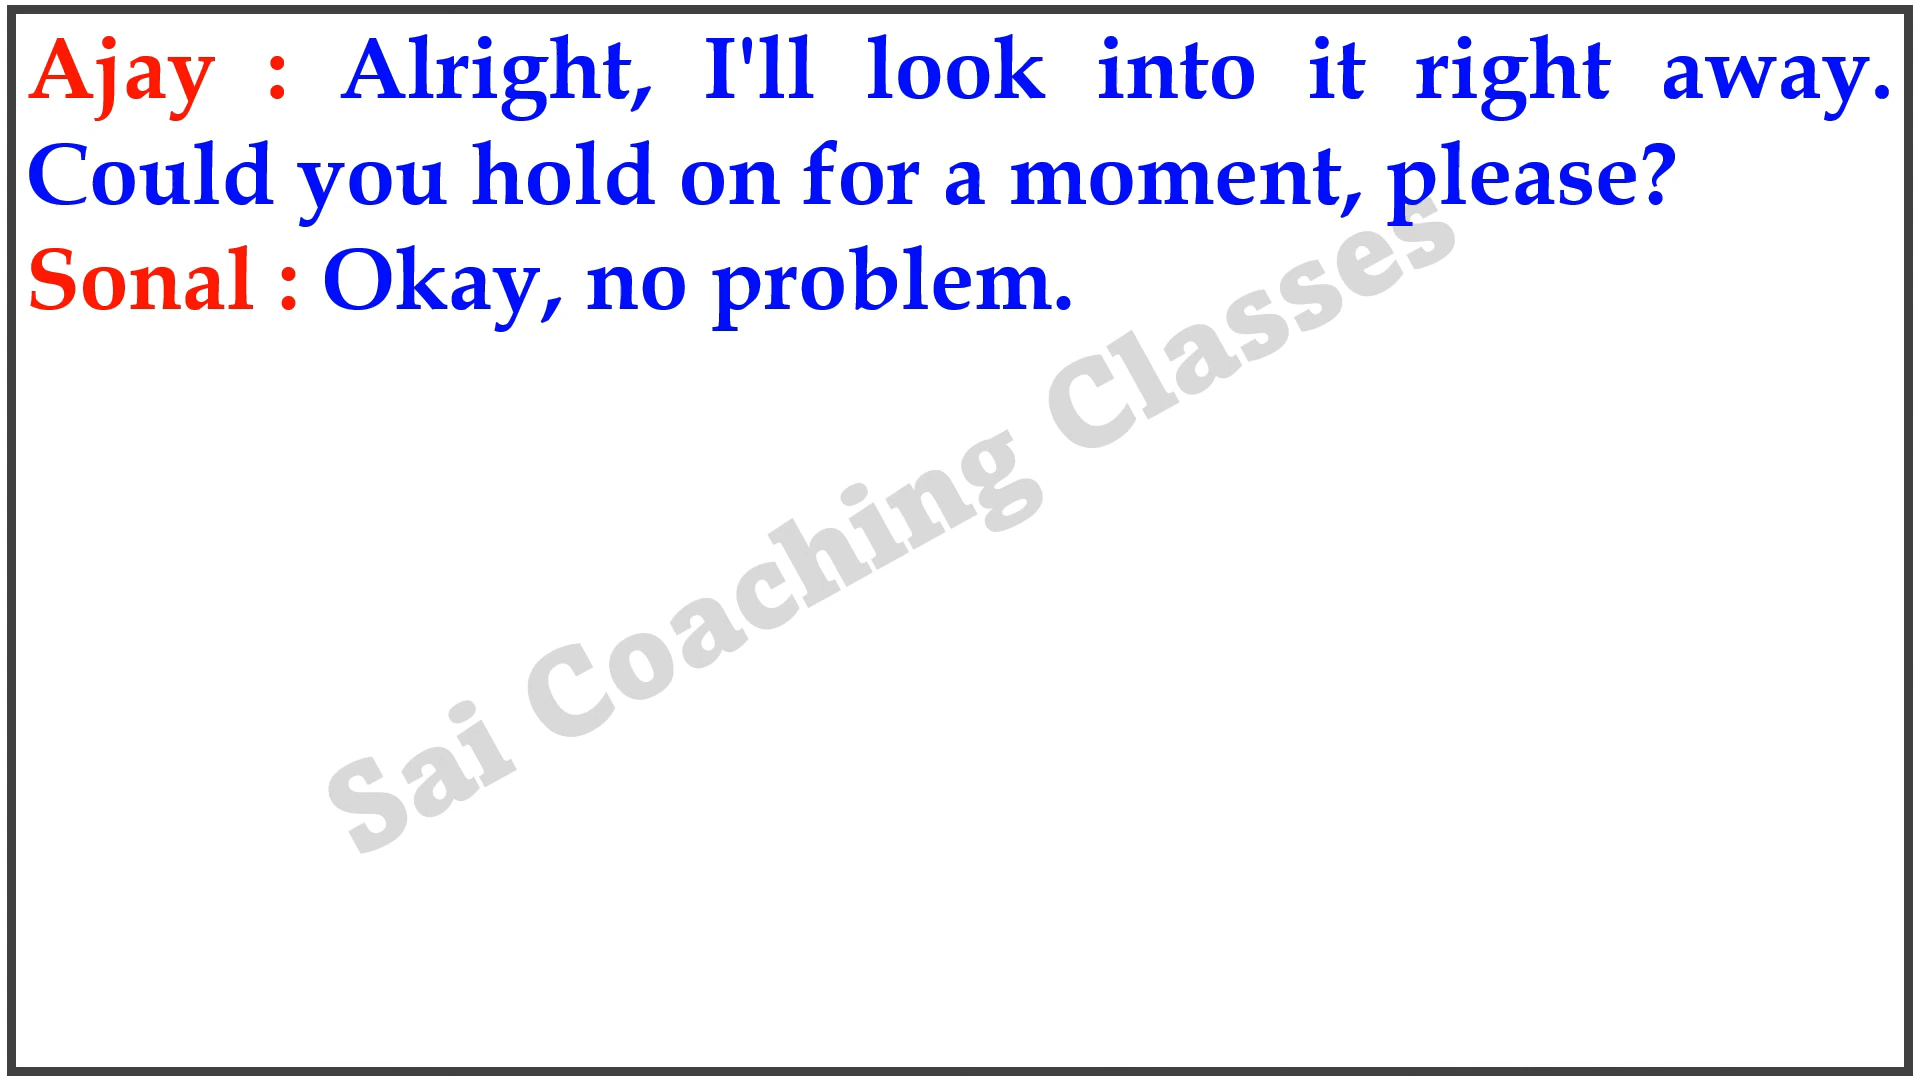 Ajay : Alright, I'll look into it right away.
Could you hold on for a moment, please?
Sonal : Okay, no problem.
Sai Coaching Classes